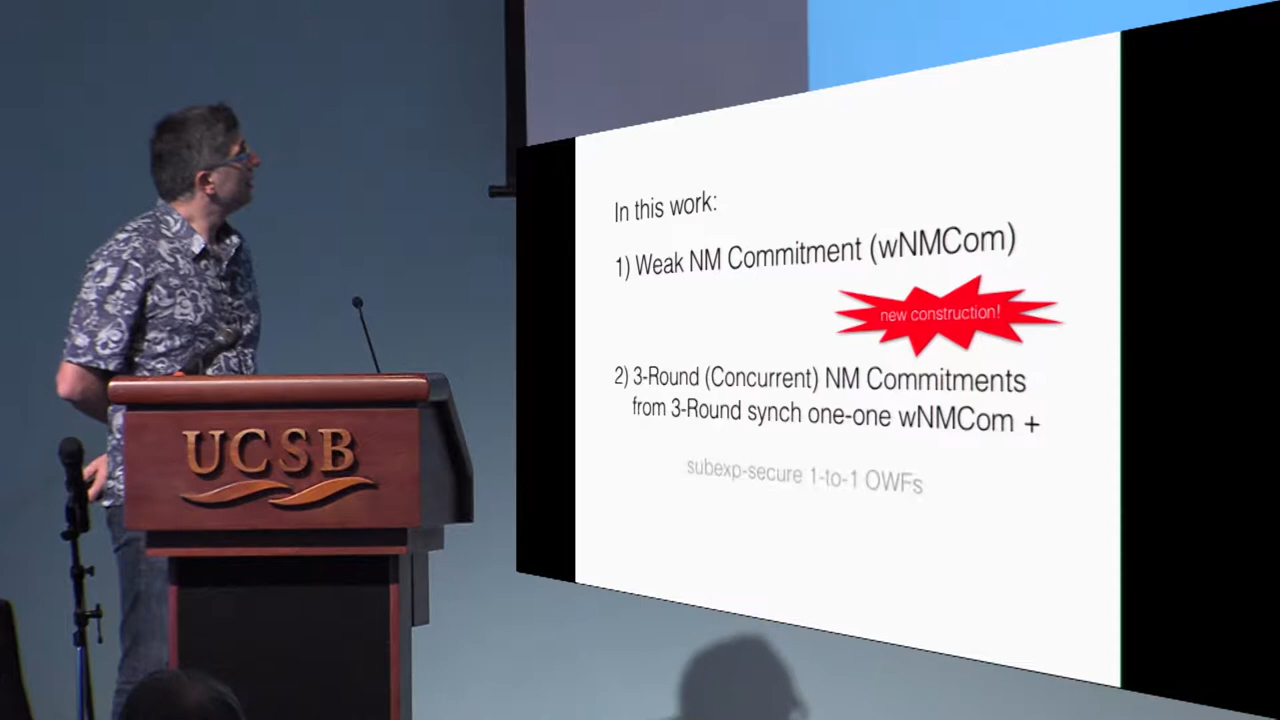 UCSB
In this work:
1) Weak NM Commitment (wNMCom)
new construction!
2) 3-Round (Concurrent) NM Commitments
from 3-Round synch one-one wNMCom +
subexp-secure 1-to-1 OWFs